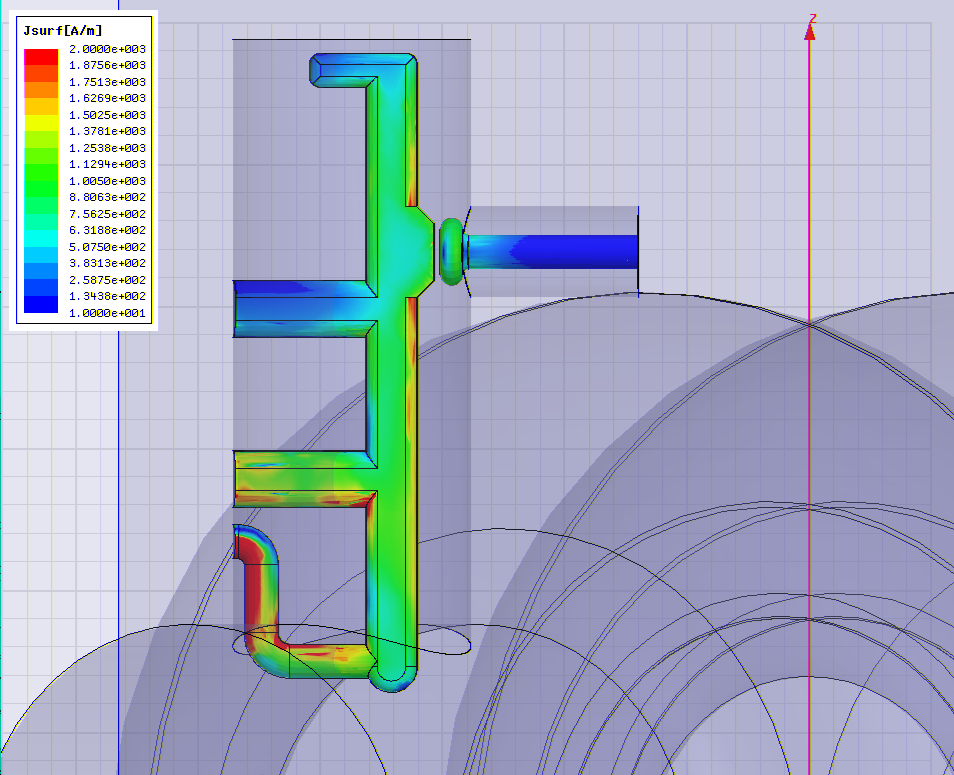 Jsurf[A/m]
2.0000e+003
1.8756e+003
1.7513e+003
1.6269e+003
1.5025e+003
1.3781e+003
1.2538e+003
1.1294e+003
1.0050e+003
8.8063e+002
7.5625e+002
6.3188e+002
5.0750e+002
3.8313e+002
2.5875e+002
1.3438e+002
1.0000e+001
Z